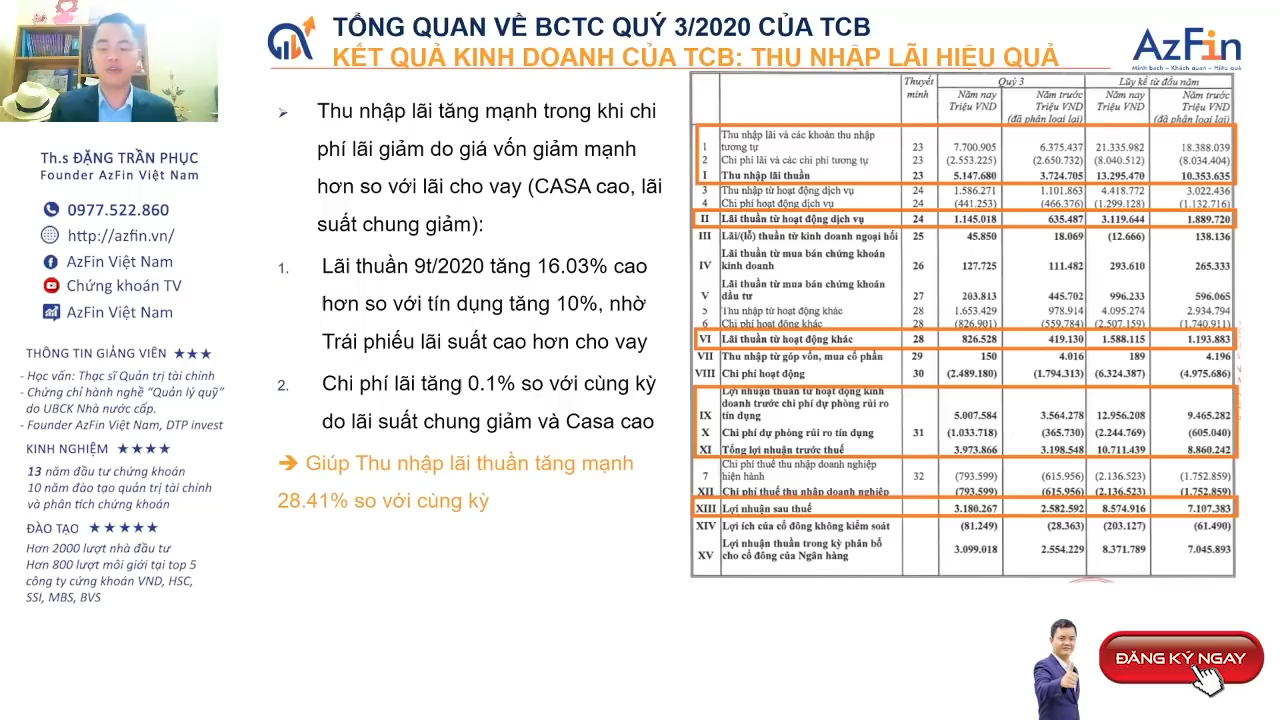 TỔNG QUAN VỀ BCTC QUÝ 3/2020 CỦA TCB
KẾT QUẢ KINH DOANH CỦA TCB: THU NHẬP LÃI HIỆU QUẢ
AzFin
Minh bạch – Khách quan – Hiệu quả
Th.s ĐẶNG TRẦN PHỤC
Founder AzFin Việt Nam
0977.522.860
http://azfin.vn/
AzFin Việt Nam
Chứng khoán TV
AzFin Việt Nam
THÔNG TIN GIẢNG VIÊN ★★★
- Học vấn: Thạc sĩ Quản trị tài chính
- Chứng chỉ hành nghề "Quản lý quỹ"
do UBCK Nhà nước cấp.
- Founder AzFin Việt Nam, DTP invest
KINH NGHIỆM ★★★★
13 năm đầu tư chứng khoán
10 năm đào tạo quản trị tài chính
và phân tích chứng khoán
ĐÀO TẠO ★★★★★
Hơn 2000 lượt nhà đầu tư
Hơn 800 lượt môi giới tại top 5
công ty cứng khoán VND, HSC,
SSI, MBS, BVS
➢ Thu nhập lãi tăng mạnh trong khi chi
phí lãi giảm do giá vốn giảm mạnh
hơn so với lãi cho vay (CASA cao, lãi
suất chung giảm):
1. Lãi thuần 9t/2020 tăng 16.03% cao
hơn so với tín dụng tăng 10%, nhờ
Trái phiếu lãi suất cao hơn cho vay
2. Chi phí lãi tăng 0.1% so với cùng kỳ
do lãi suất chung giảm và Casa cao
➔ Giúp Thu nhập lãi thuần tăng mạnh
28.41% so với cùng kỳ
Thuyết Quý 3 Lũy kế từ đầu năm
minh Năm nay Năm trước Năm nay Năm trước
Triệu VND Triệu VND Triệu VND Triệu VND
(đã phân loại lại) (đã phân loại lại)
Thu nhập lãi và các khoản thu nhập
1 tương tự 23 7.700.905 6.375.437 21.335.982 18.388.039
2 Chi phí lãi và các chi phí tương tự 23 (2.553.225) (2.650.732) (8.040.512) (8.034.404)
I Thu nhập lãi thuần 23 5.147.680 3.724.705 13.295.470 10.353.635
3 Thu nhập từ hoạt động dịch vụ 24 1.586.271 1.101.863 4.418.772 3.022.436
4 Chi phí hoạt động dịch vụ 24 (441.253) (466.376) (1.299.128) (1.132.716)
II Lãi thuần từ hoạt động dịch vụ 24 1.145.018 635.487 3.119.644 1.889.720
III Lãi/(lỗ) thuần từ kinh doanh ngoại hối 25 45.850 18.069 (12.666) 138.136
Lãi thuần từ mua bán chứng khoán
IV kinh doanh 26 127.725 111.482 293.610 265.333
Lãi thuần từ mua bán chứng khoán
V đầu tư 27 203.813 445.702 996.233 596.065
5 Thu nhập từ hoạt động khác 28 1.653.429 978.914 4.095.274 2.934.794
6 Chi phí hoạt động khác 28 (826.901) (559.784) (2.507.159) (1.740.911)
VI Lãi thuần từ hoạt động khác 28 826.528 419.130 1.588.115 1.193.883
VII Thu nhập từ góp vốn, mua cổ phần 29 150 4.016 189 4.196
VIII Chi phí hoạt động 30 (2.489.180) (1.794.313) (6.324.387) (4.975.686)
Lợi nhuận thuần từ hoạt động kinh
doanh trước chi phí dự phòng rủi ro
IX tín dụng 5.007.584 3.564.278 12.956.208 9.465.282
X Chi phí dự phòng rủi ro tín dụng 31 (1.033.718) (365.730) (2.244.769) (605.040)
XI Tổng lợi nhuận trước thuế 3.973.866 3.198.548 10.711.439 8.860.242
Chi phí thuế thu nhập doanh nghiệp
7 hiện hành 32 (793.599) (615.956) (2.136.523) (1.752.859)
XII Chi phí thuế thu nhập doanh nghiệp (793.599) (615.956) (2.136.523) (1.752.859)
XIII Lợi nhuận sau thuế 3.180.267 2.582.592 8.574.916 7.107.383
XIV Lợi ích của cổ đông không kiểm soát (81.249) (28.363) (203.127) (61.490)
Lợi nhuận thuần trong kỳ phân bổ
XV cho cổ đông của Ngân hàng 3.099.018 2.554.229 8.371.789 7.045.893
ĐĂNG KÝ NGAY